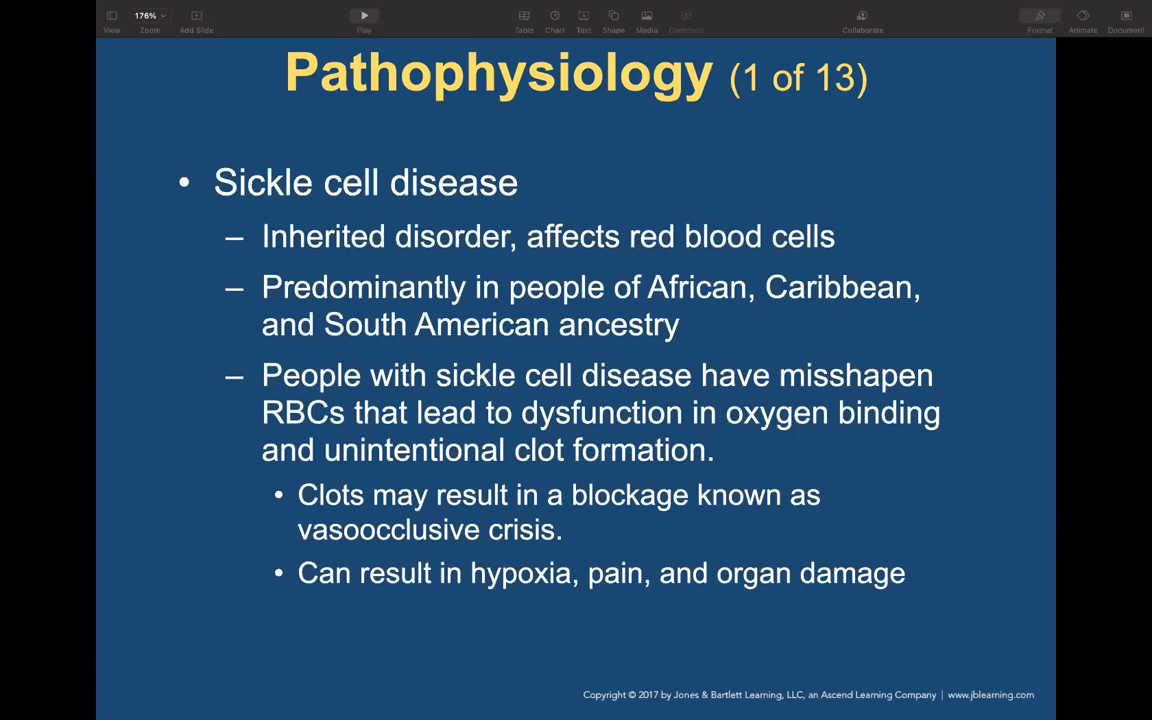 176%
View
Zoom
Add Slide
Play
Table
Chart
Text
Shape
Media
Comment
Collaborate
Format
Animate
Document
Pathophysiology (1 of 13)
• Sickle cell disease
– Inherited disorder, affects red blood cells
– Predominantly in people of African, Caribbean,
and South American ancestry
– People with sickle cell disease have misshapen
RBCs that lead to dysfunction in oxygen binding
and unintentional clot formation.
• Clots may result in a blockage known as
vasoocclusive crisis.
• Can result in hypoxia, pain, and organ damage
Copyright © 2017 by Jones & Bartlett Learning, LLC, an Ascend Learning Company | www.jblearning.com